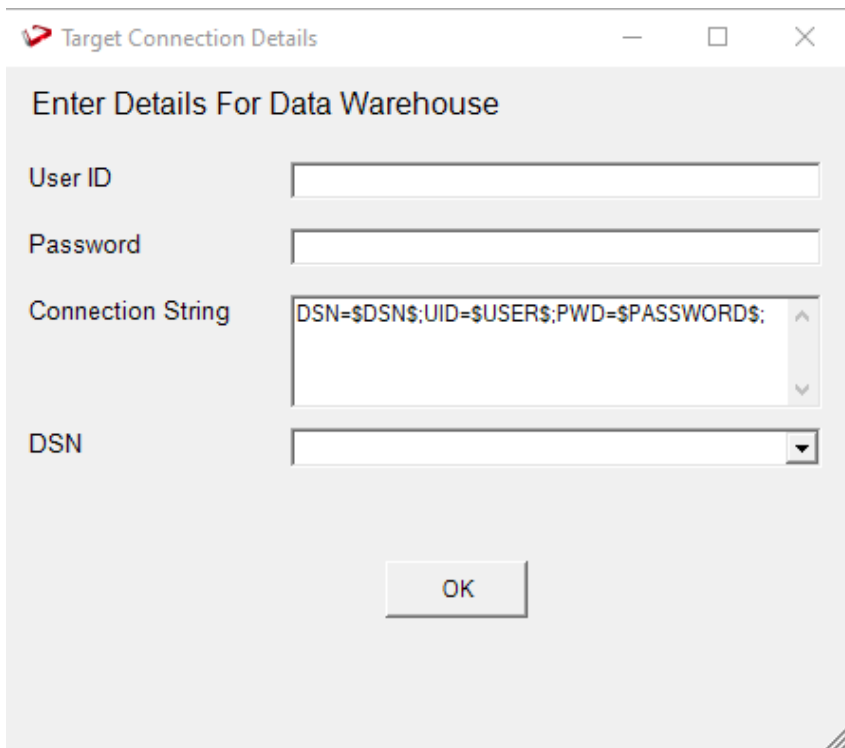 Target Connection Details
Enter Details For Data Warehouse
User ID
Password
Connection String
DSN=$DSN$;UID=$USER$;PWD=$PASSWORD$;
DSN
OK